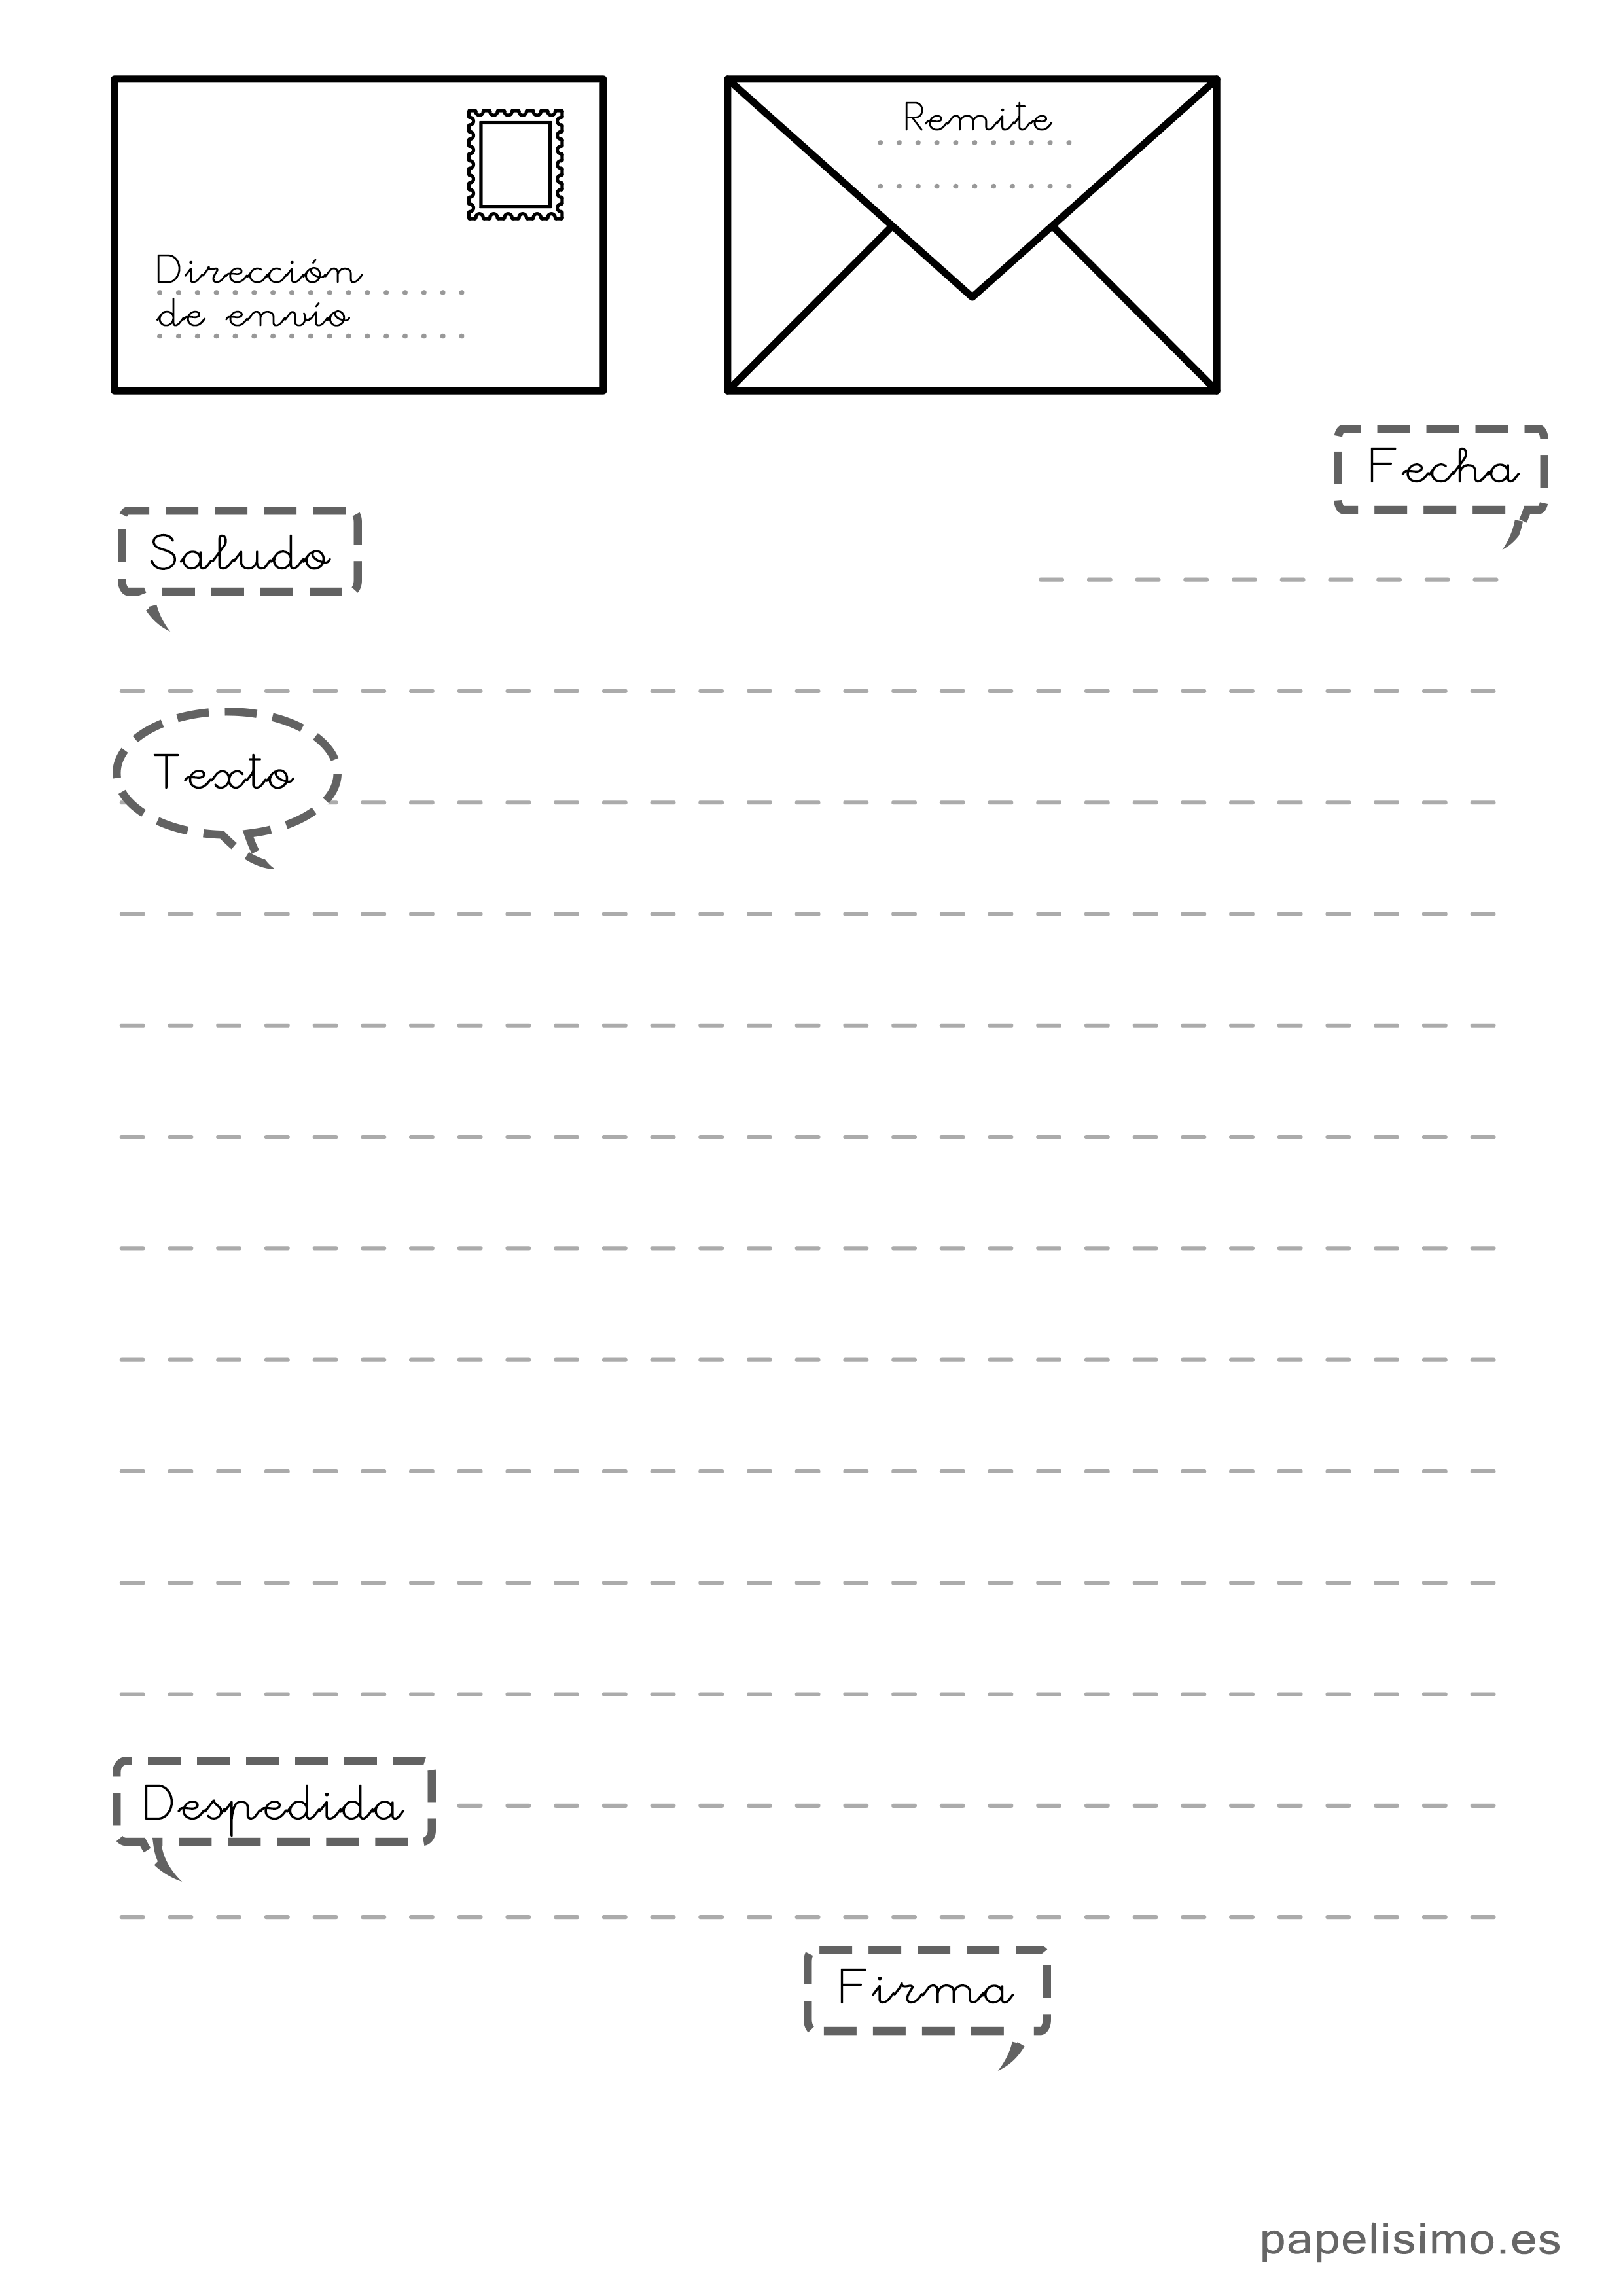 Remite
Dirección
de envío
Fecha
Saludo
Texto
Despedida
Firma
papelisimo.es